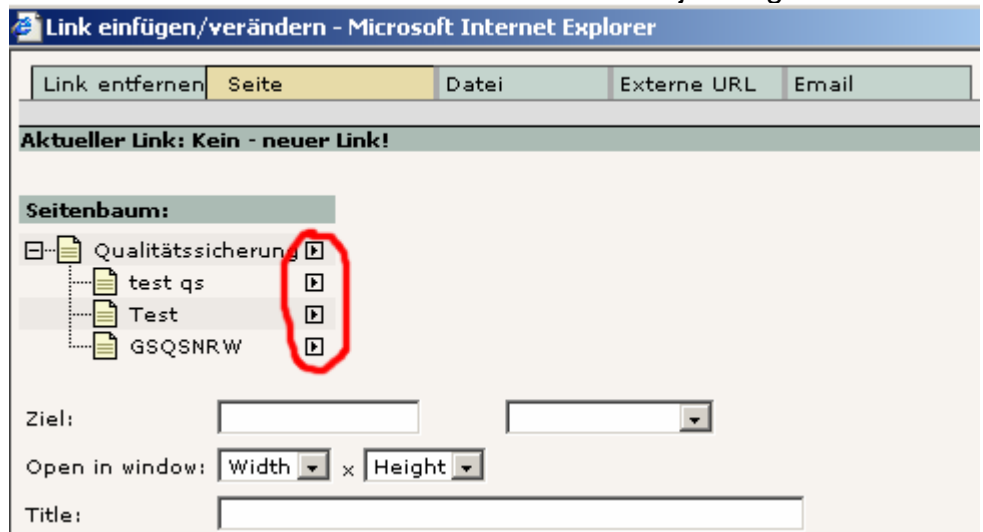 Link einfügen/verändern - Microsoft Internet Explorer
Link entfernen Seite Datei Externe URL Email
Aktueller Link: Kein - neuer Link!
Seitenbaum:
Qualitätssicherung
test qs
Test
GSQSNRW
Ziel:
Open in window: Width x Height
Title: